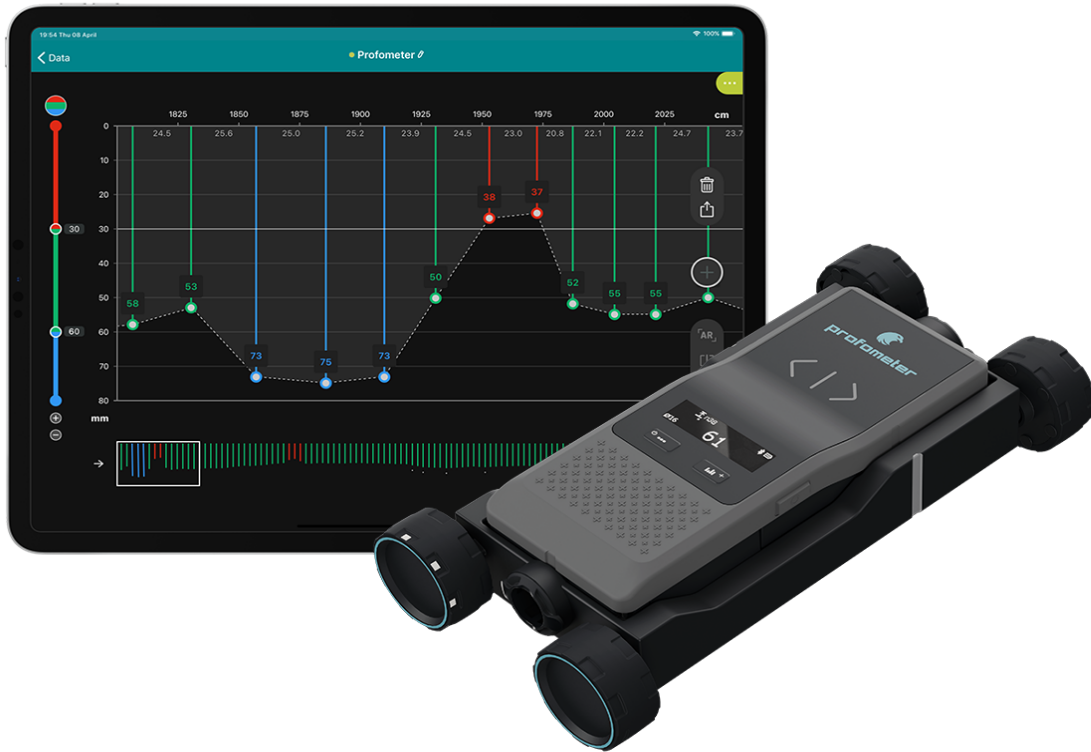 19:54 Thu 08 April
100%
Data
Profometer
1825 1850 1875 1900 1925 1950 1975 2000 2025 cm
0 24.5 25.6 25.0 25.2 23.9 24.5 23.0 20.8 22.1 22.2 24.7 23.7
10
20
38 37
30 30
40
50 53 58 50 52 55 55
60 60
70 73 75 73
80
mm
AR
profometer
Ø16
61